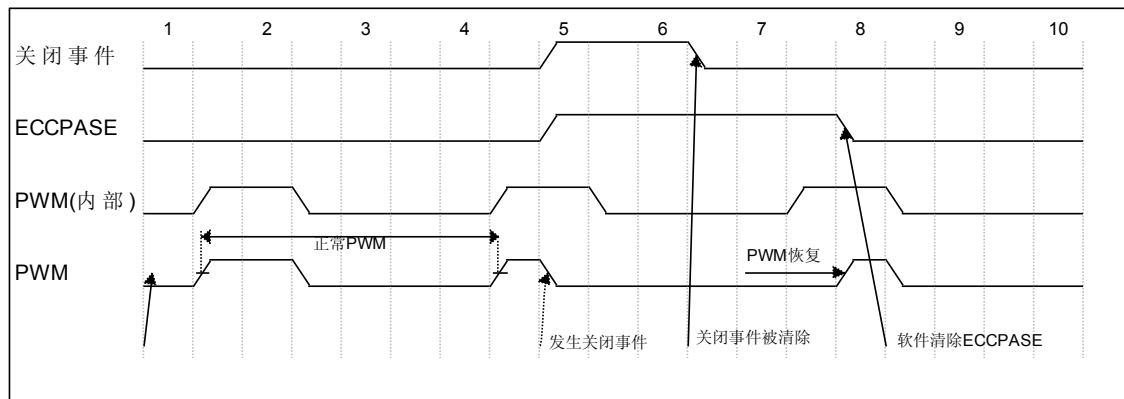 1 2 3 4 5 6 7 8 9 10
关闭事件
ECCPASE
PWM(内部)
正常PWM
PWM
PWM恢复
发生关闭事件
关闭事件被清除
软件清除ECCPASE